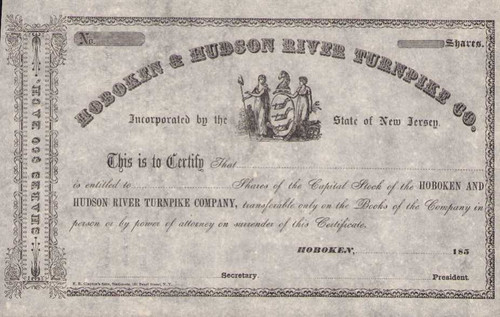 No. Shares.
HOBOKEN & HUDSON RIVER TURNPIKE CO.
Incorporated by the State of New Jersey.
This is to Certify That
is entitled to Shares of the Capital Stock of the HOBOKEN AND
HUDSON RIVER TURNPIKE COMPANY, transferable only on the Books of the Company in
person or by power of attorney on surrender of this Certificate.
HOBOKEN, 185
Secretary. President.